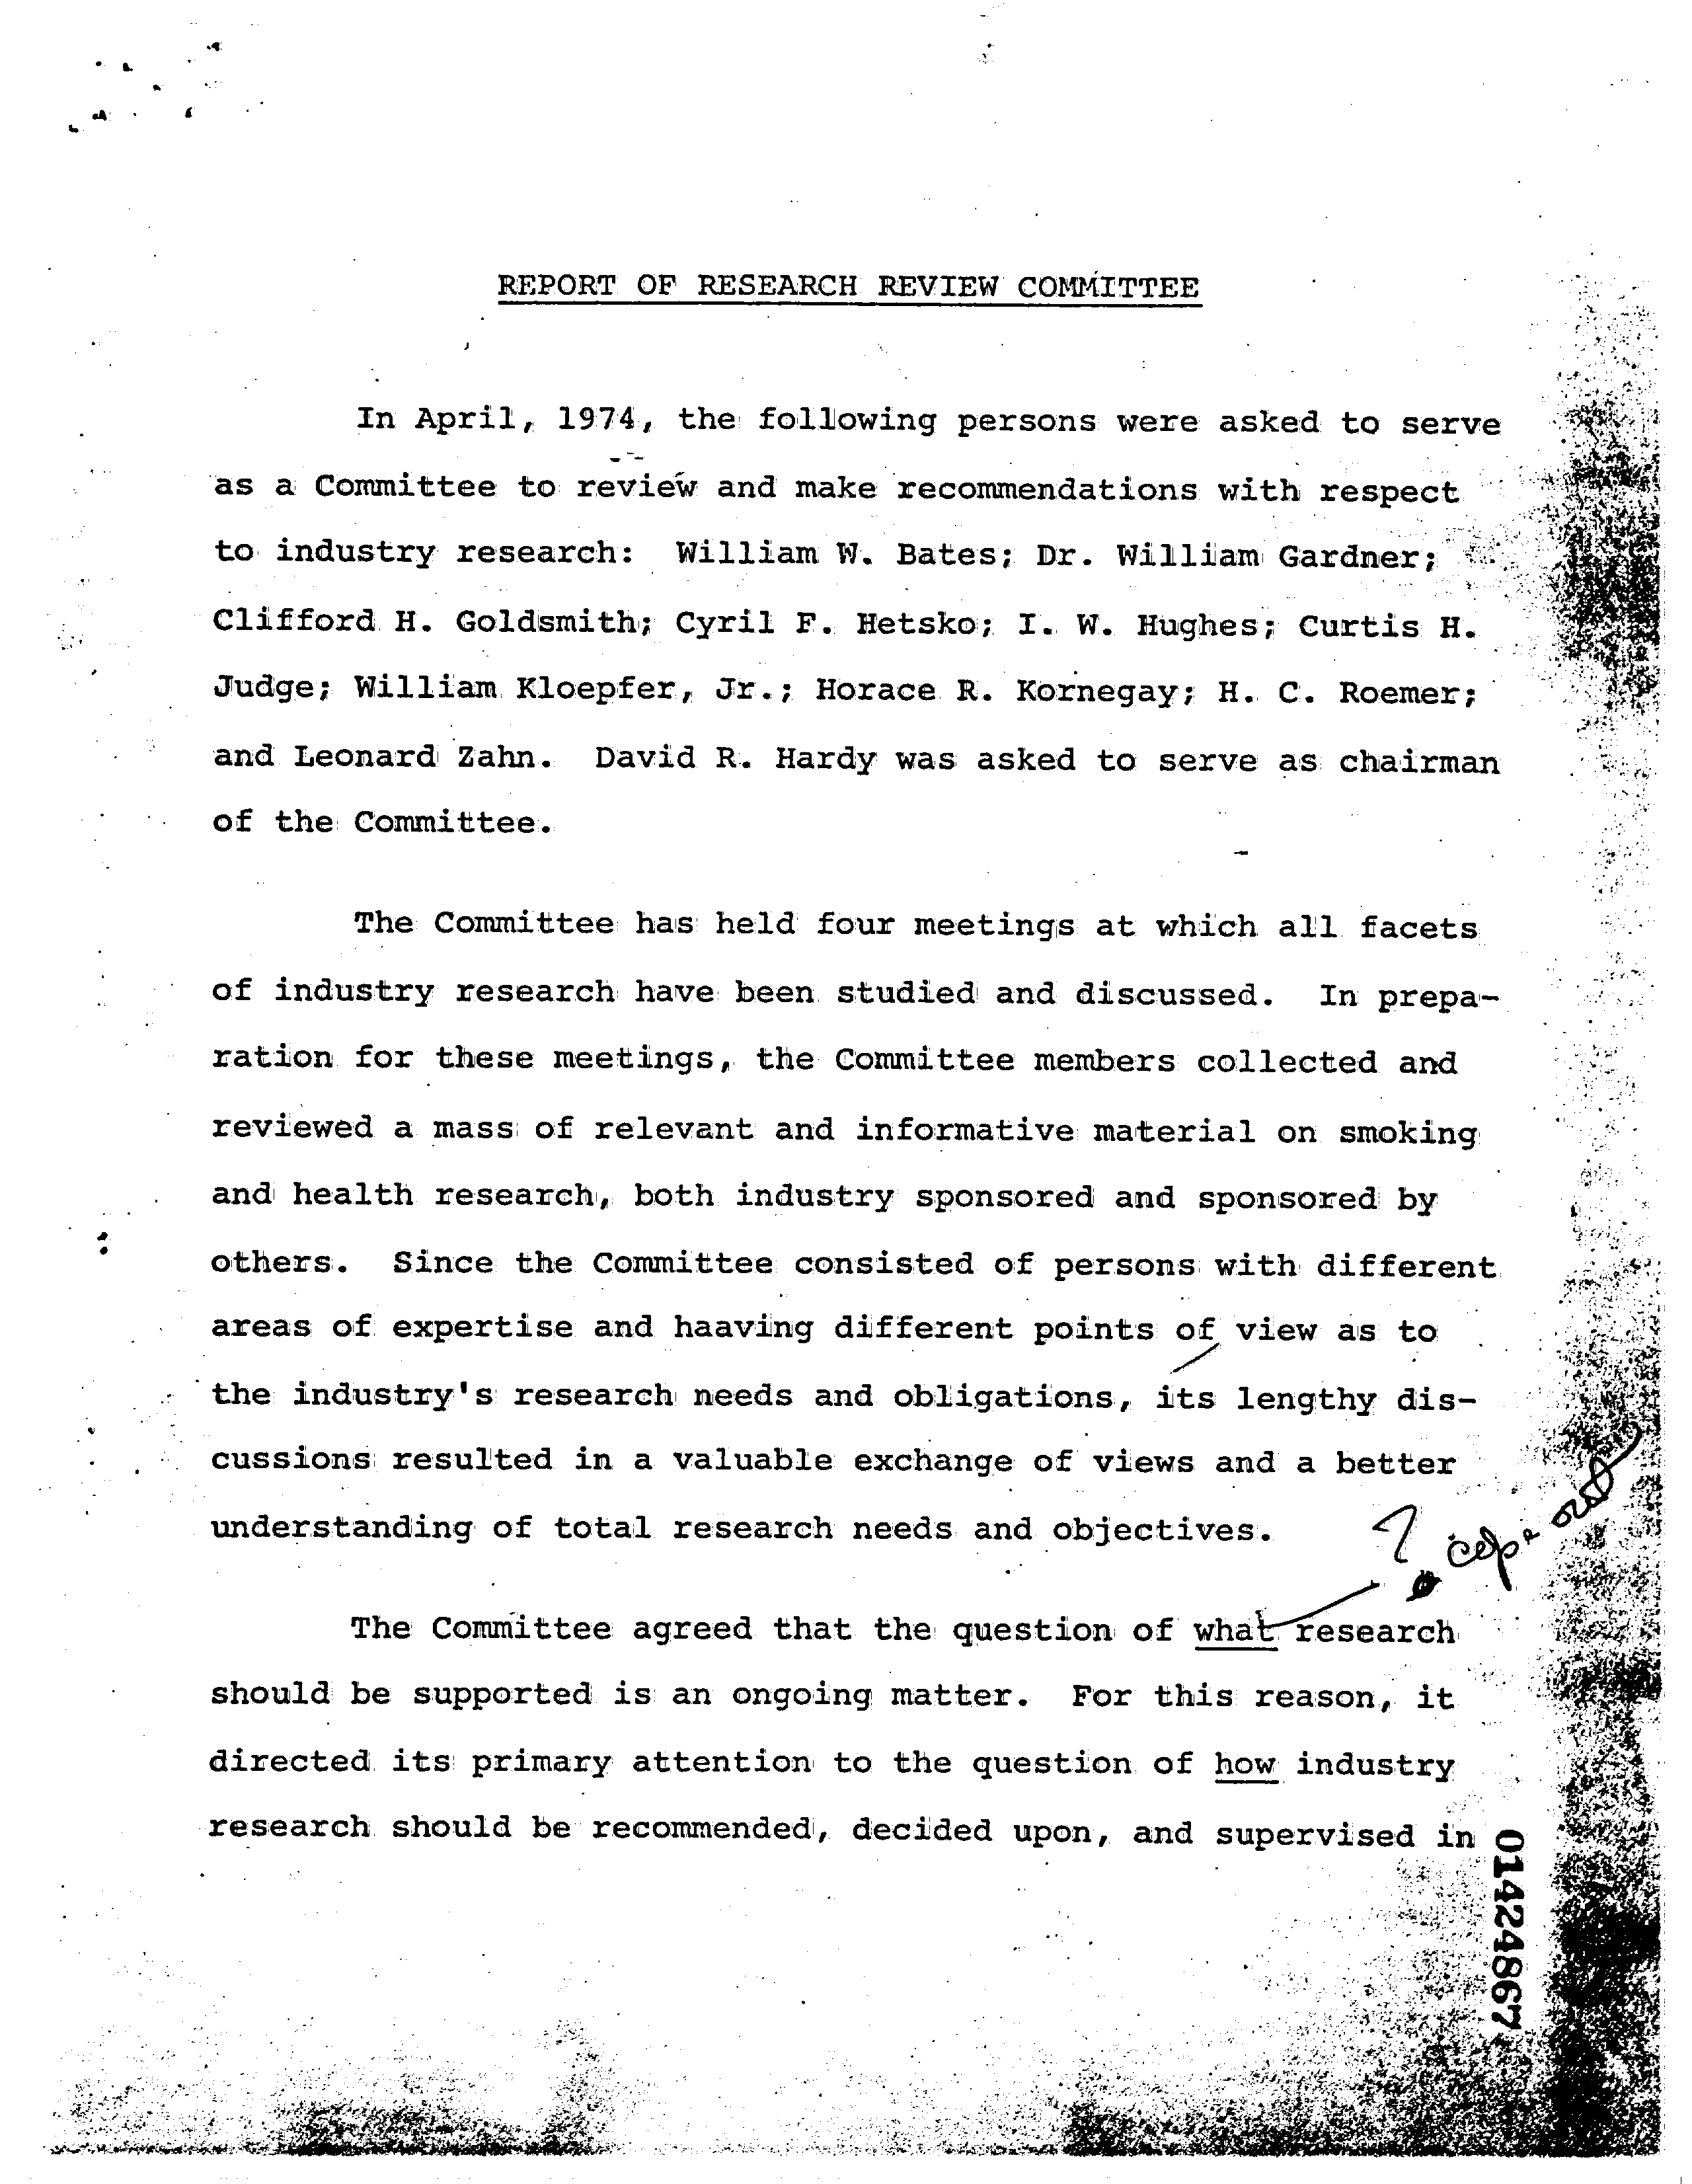 REPORT OF RESEARCH REVIEW COMMITTEE
In April, 1974, the following persons were asked to serve
as a Committee to review and make recommendations with respect
to industry research: William W. Bates; Dr. William Gardner;
Clifford H. Goldsmith; Cyril F. Hetsko; I. W. Hughes; Curtis H.
Judge; William Kloepfer, Jr.; Horace R. Kornegay; H. C. Roemer;
and Leonard Zahn. David R. Hardy was asked to serve as chairman
of the Committee.
The Committee has held four meetings at which all facets
of industry research have been studied and discussed. In prepa-
ration for these meetings, the Committee members collected and
reviewed a mass of relevant and informative material on smoking
and health research, both industry sponsored and sponsored by
others. Since the Committee consisted of persons with different
areas of expertise and haaving different points of view as to
the industry's research needs and obligations, its lengthy dis-
cussions resulted in a valuable exchange of views and a better
understanding of total research needs and objectives.
?
The Committee agreed that the question of what research
should be supported is an ongoing matter. For this reason, it
directed its primary attention to the question of how industry
research should be recommended, decided upon, and supervised in
01424867